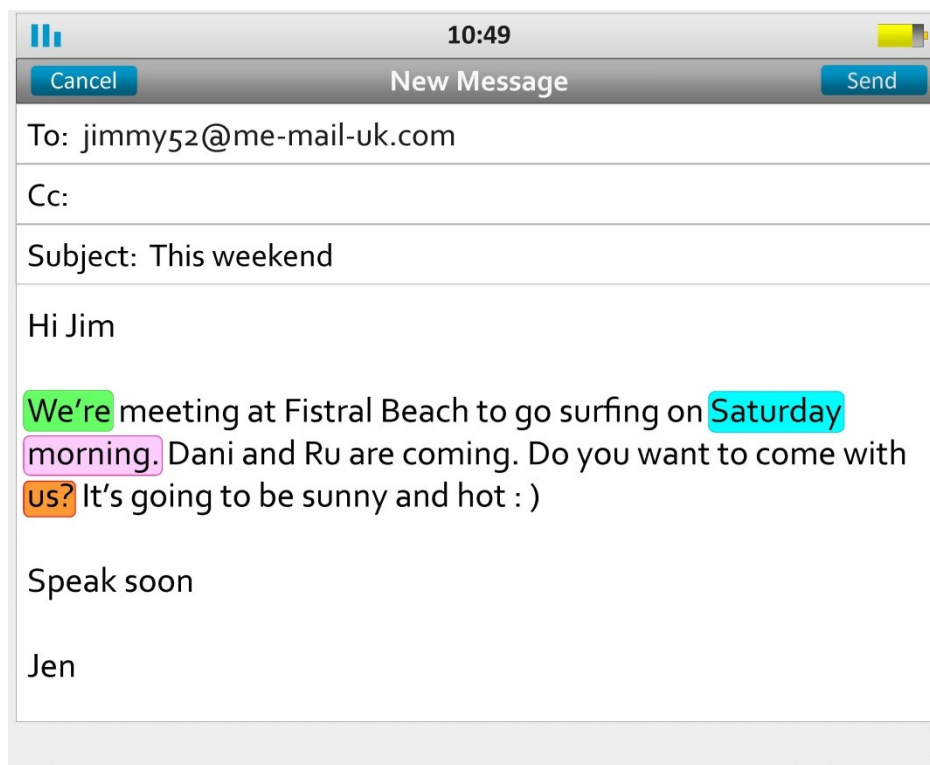 10:49
Cancel New Message Send
To: jimmy52@me-mail-uk.com
Cc:
Subject: This weekend
Hi Jim
We're meeting at Fistral Beach to go surfing on Saturday
morning. Dani and Ru are coming. Do you want to come with
us? It's going to be sunny and hot : )
Speak soon
Jen